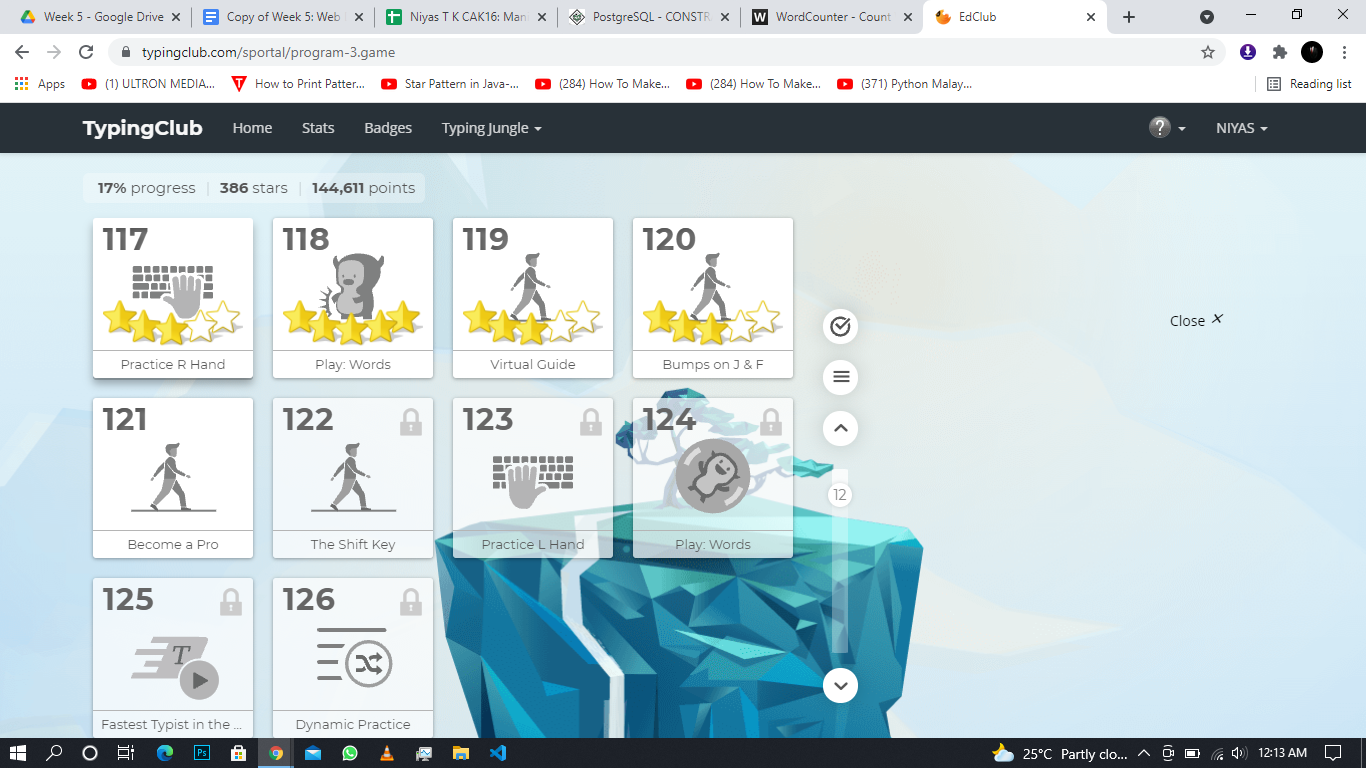 Week 5 - Google Drive
Copy of Week 5: Web
Niyas T K CAK16: Man
PostgreSQL - CONSTR
WordCounter - Count
EdClub
typingclub.com/sportal/program-3.game
Apps
(1) ULTRON MEDIA...
How to Print Patter...
Star Pattern in Java-...
(284) How To Make...
(284) How To Make...
(371) Python Malay...
Reading list
TypingClub
Home
Stats
Badges
Typing Jungle
?
NIYAS
17% progress | 386 stars | 144,611 points
117
118
119
120
Practice R Hand
Play: Words
Virtual Guide
Bumps on J & F
Close
121
122
123
124
Become a Pro
The Shift Key
Practice L Hand
Play: Words
12
125
126
T
Fastest Typist in the ...
Dynamic Practice
25°C Partly clo...
12:13 AM